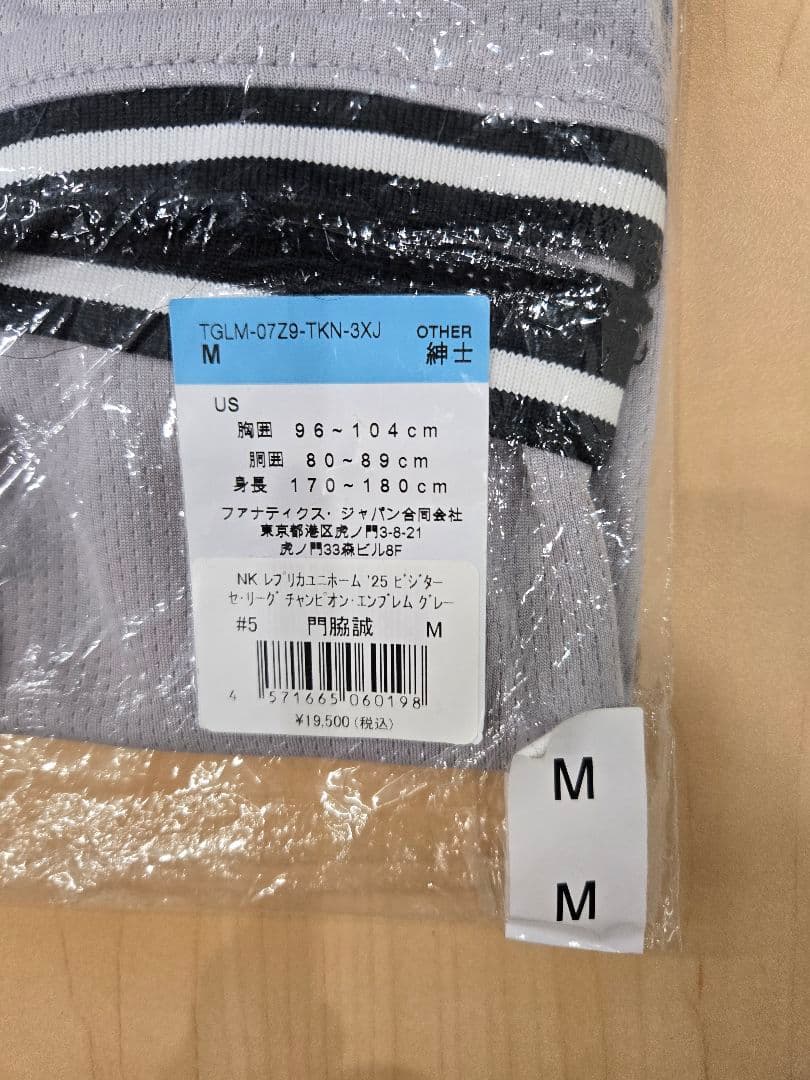 TGLM-07Z9-TKN-3XJ OTHER
M 紳士
US
胸囲 96~104cm
胴囲 80~89cm
身長 170~180cm
ファナティクス・ジャパン合同会社
東京都港区虎ノ門3-8-21
虎ノ門33森ビル8F
NK レプリカユニホーム '25 ビジター
セ・リーグ チャンピオン・エンブレム グレー
#5 門脇誠 M
4 571665 060198
¥19,500(税込)
M
M